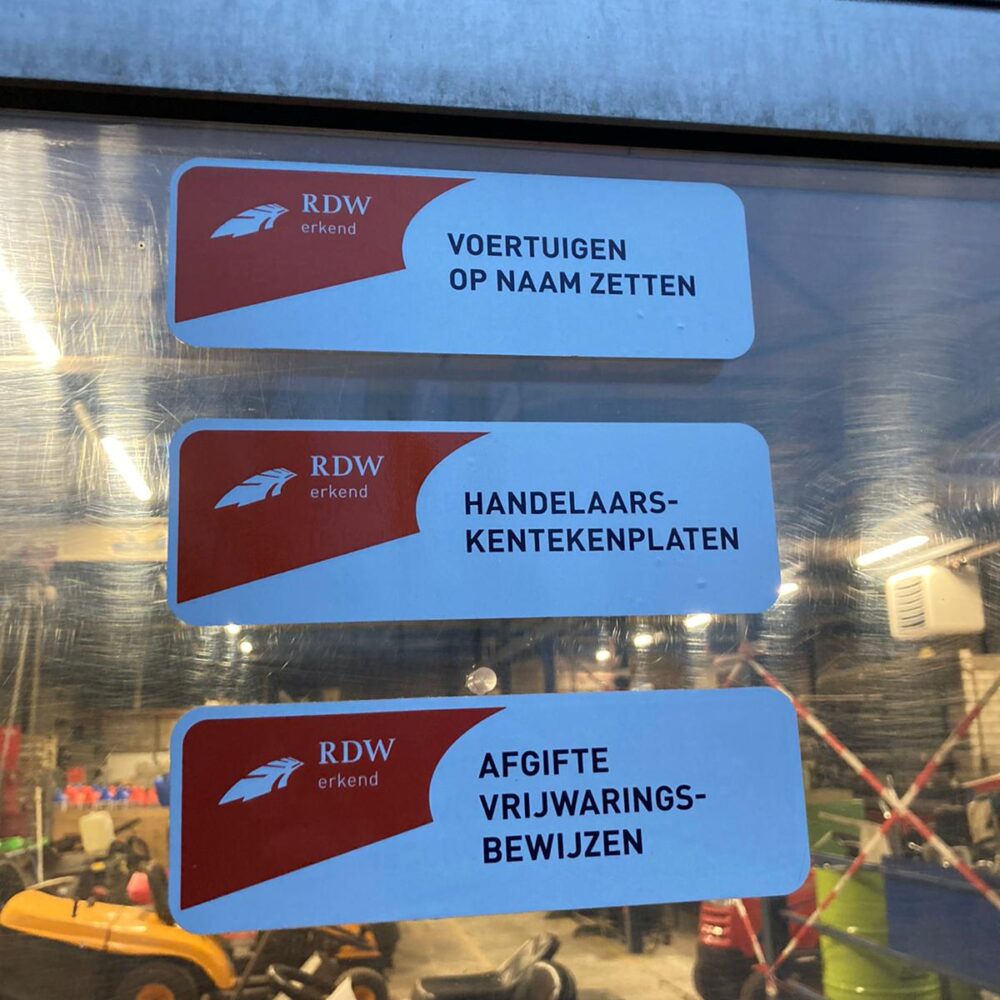 RDW
erkend
VOERTUIGEN
OP NAAM ZETTEN
RDW
erkend
HANDELAARS-
KENTEKENPLATEN
RDW
erkend
AFGIFTE
VRIJWARINGS-
BEWIJZEN